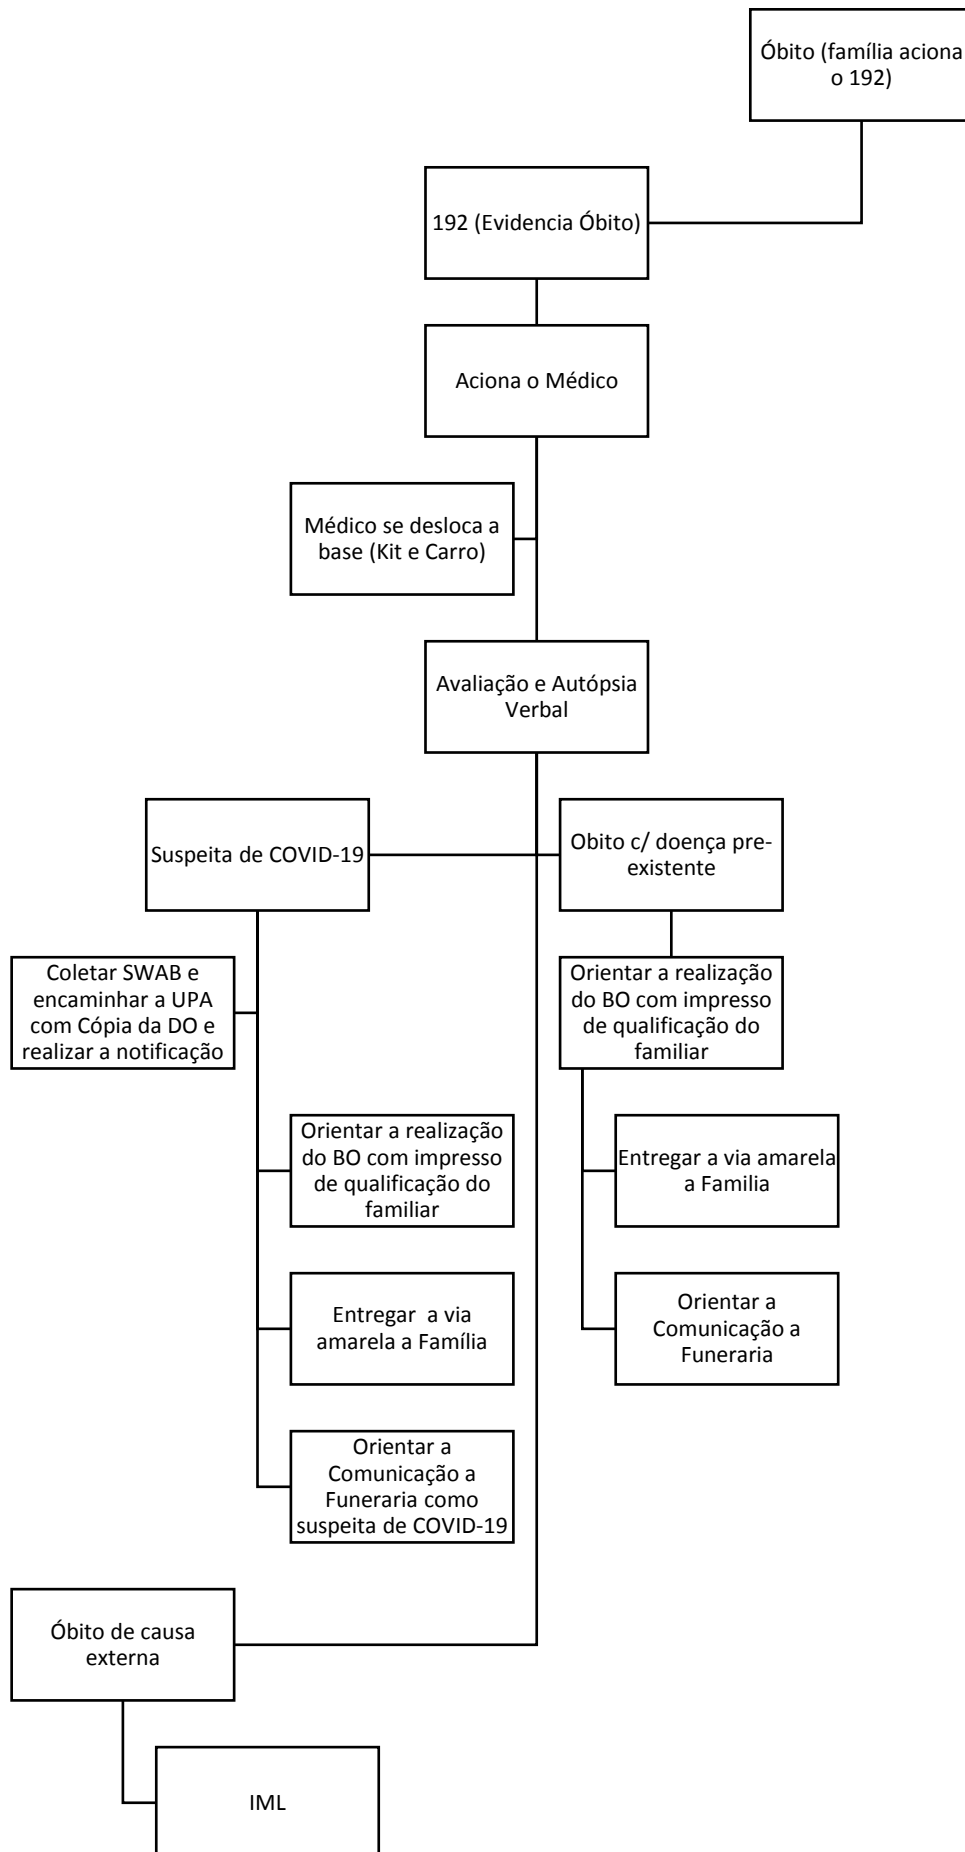 Óbito (família aciona
o 192)
192 (Evidencia Óbito)
Aciona o Médico
Médico se desloca a
base (Kit e Carro)
Avaliação e Autópsia
Verbal
Suspeita de COVID-19
Obito c/ doença pre-
existente
Coletar SWAB e
encaminhar a UPA
com Cópia da DO e
realizar a notificação
Orientar a realização
do BO com impresso
de qualificação do
familiar
Orientar a realização
do BO com impresso
de qualificação do
familiar
Entregar a via amarela
a Familia
Entregar  a via
amarela a Família
Orientar a
Comunicação a
Funeraria
Orientar a
Comunicação a
Funeraria como
suspeita de COVID-19
Óbito de causa
externa
IML